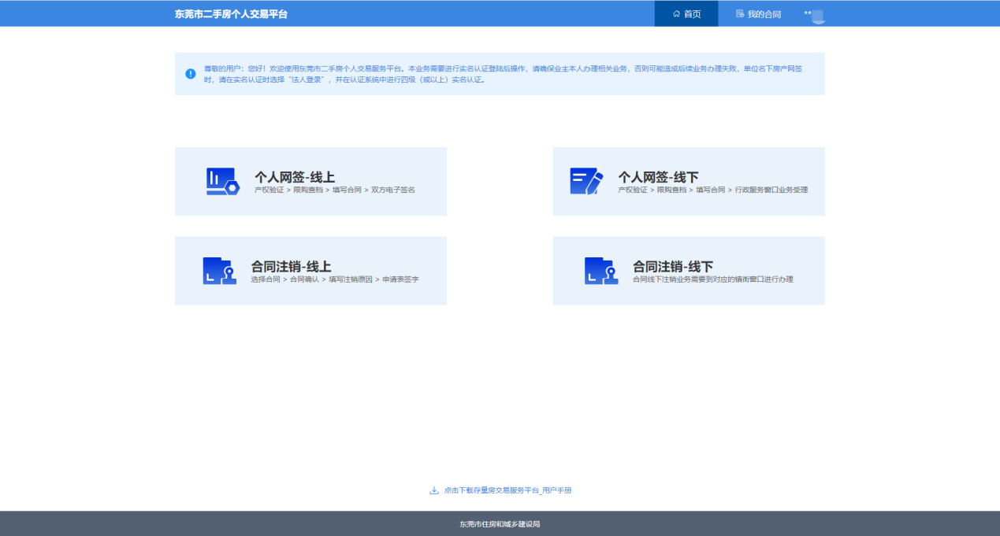 东莞市二手房个人交易平台
首页
我的合同
**
尊敬的用户：您好！欢迎使用东莞市二手房个人交易服务平台。本业务需要进行实名认证登陆后操作，请确保业主本人办理相关业务，否则可能造成后续业务办理失败，单位名下房产网签
时，请在实名认证时选择“法人登录”，并在认证系统中进行四级（或以上）实名认证。
个人网签-线上
产权验证 > 限购查档 > 填写合同 > 双方电子签名
个人网签-线下
产权验证 > 限购查档 > 填写合同 > 行政服务窗口业务受理
合同注销-线上
选择合同 > 合同确认 > 填写注销原因 > 申请表签字
合同注销-线下
合同线下注销业务需要到对应的镇街窗口进行办理
点击下载存量房交易服务平台_用户手册
东莞市住房和城乡建设局